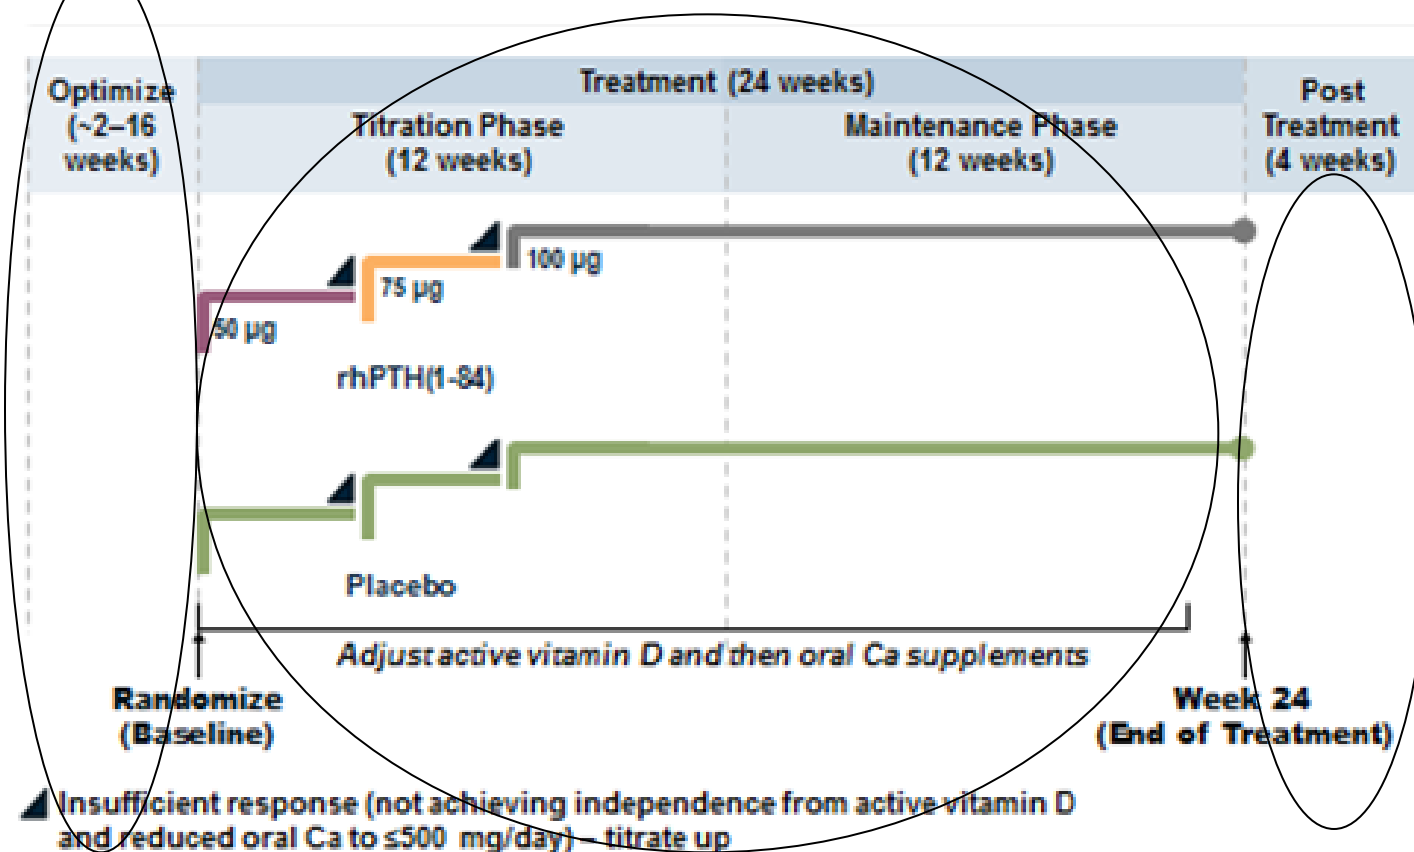 Optimize
(~2–16
weeks)
Treatment (24 weeks)
Titration Phase
(12 weeks)
Maintenance Phase
(12 weeks)
Post
Treatment
(4 weeks)
100 µg
75 µg
50 µg
rhPTH(1-84)
Placebo
Adjust active vitamin D and then oral Ca supplements
Randomize
(Baseline)
Week 24
(End of Treatment)
Insufficient response (not achieving independence from active vitamin D
and reduced oral Ca to ≤500 mg/day) – titrate up